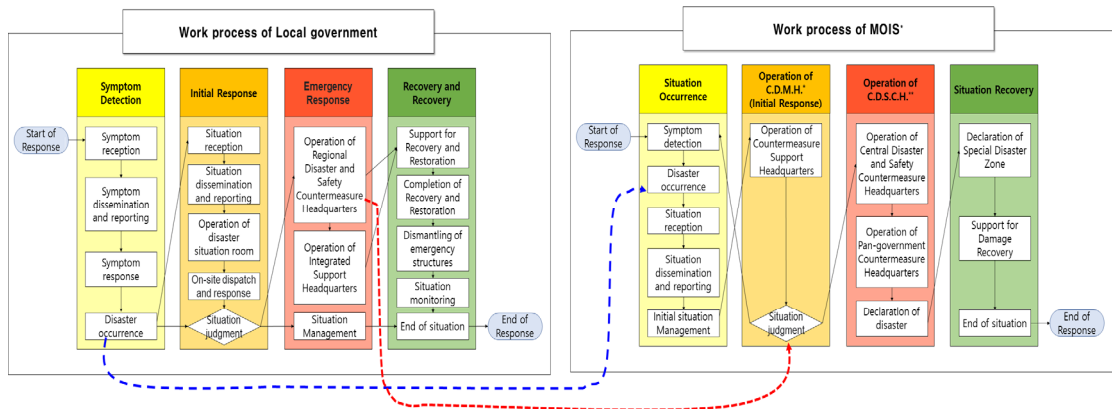 Work process of Local government
Symptom
Detection
Initial Response
Emergency
Response
Recovery and
Recovery
Start of
Response
Symptom
reception
Symptom
dissemination
and reporting
Symptom
response
Disaster
occurrence
Situation
reception
Situation
dissemination
and reporting
Operation of
disaster
situation room
On-site dispatch
and response
Situation
judgment
Operation of
Regional
Disaster and
Safety
Countermeasure
Headquarters
Operation of
Integrated
Support
Headquarters
Situation
Management
Support for
Recovery and
Restoration
Completion of
Recovery and
Restoration
Dismantling of
emergency
structures
Situation
monitoring
End of situation
End of
Response
Work process of MOIS*
Situation
Occurrence
Operation of
C.D.M.H.*
(Initial Response)
Operation of
C.D.S.C.H.**
Situation Recovery
Start of
Response
Symptom
detection
Disaster
occurrence
Situation
reception
Situation
dissemination
and reporting
Initial situation
Management
Operation of
Countermeasure
Support
Headquarters
Situation
judgment
Operation of
Central Disaster
and Safety
Countermeasure
Headquarters
Operation of
Pan-government
Countermeasure
Headquarters
Declaration of
disaster
Declaration of
Special Disaster
Zone
Support for
Damage
Recovery
End of situation
End of
Response